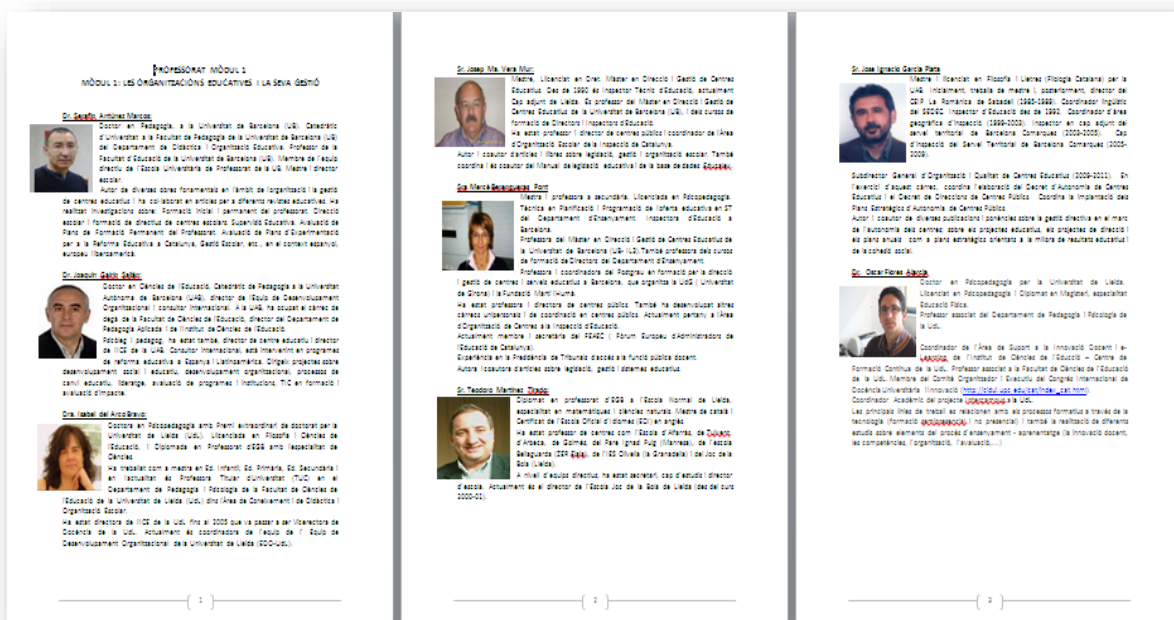 PROFESSORAT MÒDUL 1
MÒDUL 1: LES ORGANITZACIONS EDUCATIVES I LA SEVA GESTIÓ
Dr. Serafín Antúnez Marcos:
Doctor en Pedagogia, a la Universitat de Barcelona (UB). Catedràtic
d'Universitat a la Facultat de Pedagogia de la Universitat de Barcelona (UB)
del Departament de Didàctica i Organització Educativa. Professor de la
Facultat d'Educació de la Universitat de Barcelona (UB). Membre de l'equip
directiu de l'Escola Universitària de Professorat de la UB. Mestre i director
escolar.
Autor de diverses obres fonamentals en l'àmbit de l'organització i la gestió
de centres educatius i ha col·laborat en articles per a diferents revistes educatives. Ha
realitzat investigacions sobre: Formació inicial i permanent del professorat. Direcció
escolar i formació de directius de centres escolars. Supervisió Educativa. Avaluació de
Plans de Formació Permanent del Professorat. Avaluació de Plans d'Experimentació
per a la Reforma Educativa a Catalunya, Gestió Escolar, etc., en el context espanyol,
europeu i iberoamericà.
Dr. Joaquín Gairín Sallán:
Doctor en Ciències de l'Educació, Catedràtic de Pedagogia a la Universitat
Autònoma de Barcelona (UAB), director de l'Equip de Desenvolupament
Organitzacional i consultor internacional. A la UAB, ha ocupat el càrrec de
degà de la Facultat de Ciències de l'Educació, director del Departament de
Pedagogia Aplicada i de l'Institut de Ciències de l'Educació.
Psicòleg i pedagog, ha estat també, director de centre educatiu i director
de l'ICE de la UAB. Consultor internacional, està intervenint en programes
de reforma educativa a Espanya i Llatinoamèrica. Dirigeix projectes sobre
desenvolupament social i educatiu, desenvolupament organitzacional, processos de
canvi educatiu, lideratge, avaluació de programes i institucions, TIC en formació i
avaluació d'impacte.
Dra. Isabel del Arco Bravo:
Doctora en Psicopedagogia amb Premi extraordinari de doctorat per la
Universitat de Lleida (UdL). Llicenciada en Filosofia i Ciències de
l'Educació, i Diplomada en Professorat d'EGB amb l'especialitat de
Ciències.
Ha treballat com a mestra en Ed. Infantil, Ed. Primària, Ed. Secundària i
en l'actualitat és Professora Titular d'Universitat (TUC) en el
Departament de Pedagogia i Psicologia de la Facultat de Ciències de
l'Educació de la Universitat de Lleida (UdL) dins l'Àrea de Coneixement de Didàctica i
Organització Escolar.
Ha estat directora de l'ICE de la UdL fins al 2005 que va passar a ser Vicerectora de
Docència de la UdL. Actualment és coordinadora de l'equip de l' Equip de
Desenvolupament Organitzacional de la Universitat de Lleida (EDO-UdL).
1
Sr. Josep Ma. Vera Mur:
Mestre, Llicenciat en Dret. Màster en Direcció i Gestió de Centres
Educatius. Des de 1990 és Inspector Tècnic d'Educació, actualment
Cap adjunt de Lleida. Es professor del Màster en Direcció i Gestió de
Centres Educatius de la Universitat de Barcelona (UB), i dels cursos de
formació de Directors i Inspectors d'Educació.
Ha estat professor i director de centres públics i coordinador de l'Àrea
d'Organització Escolar de la Inspecció de Catalunya.
Autor i coautor d'articles i llibres sobre legislació, gestió i organització escolar. També
coordina i és coautor del Manual de legislació educativa i de la base de dades Edulex.
Sra Mercè Berengueras Pont
Mestra i professora a secundària. Llicenciada en Psicopedagogia.
Tècnica en Planificació i Programació de l'oferta educativa en ST
del Departament d'Ensenyament. Inspectora d'Educació a
Barcelona.
Professora del Màster en Direcció i Gestió de Centres Educatius de
la Universitat de Barcelona (UB- IL3). També professora dels cursos
de formació de Directors del Departament d'Ensenyament.
Professora i coordinadora del Postgrau en formació per a la direcció
i gestió de centres i serveis educatius a Barcelona, que organitza la UdG ( Universitat
de Girona) i la Fundació Martí l'Humà.
Ha estat professora i directora de centres públics. També ha desenvolupat altres
càrrecs unipersonals i de coordinació en centres públics. Actualment pertany a l'Àrea
d'Organització de Centres a la Inspecció d'Educació.
Actualment membre i secretària del FEAEC ( Fòrum Europeu d'Administradors de
l'Educació de Catalunya).
Experiència en la Presidència de Tribunals d'accés a la funció pública docent.
Autora i coautora d'articles sobre legislació, gestió i sistemes educatius.
Sr. Teodoro Martínez Tirado:
Diplomat en professorat d'EGB a l'Escola Normal de Lleida,
especialitat en matemàtiques i ciències naturals. Mestre de català i
Certificat de l'Escola Oficial d'Idiomes (EOI) en anglès.
Ha estat professor de centres com l'Escola d'Alfarràs, de Tuixent,
d'Arbeca, de Golmés, del Pare Ignasi Puig (Manresa), de l'escola
Bellaguarda (ZER Elaia), de l'IES Olivera (la Granadella) i del Joc de la
Bola (Lleida).
A nivell d'equips directius, ha estat secretari, cap d'estudis i director
d'escola. Actualment és el director de l'Escola Joc de la Bola de Lleida (des del curs
2000-01).
2
Sr. Jose Ignacio García Plata
Mestre i llicenciat en Filosofia i Lletres (Filologia Catalana) per la
UAB. Inicialment, treballa de mestre i, posteriorment, director del
CEIP La Romànica de Sabadell (1985-1989). Coordinador lingüístic
del SEDEC. Inspector d'Educació des de 1992. Coordinador d'àrea
geogràfica d'inspecció (1999-2003). Inspector en cap adjunt del
servei territorial de Barcelona Comarques (2003-2005). Cap
d'Inspecció del Servei Territorial de Barcelona Comarques (2005-
2009).
Subdirector General d'Organització i Qualitat de Centres Educatius (2009-2011). En
l'exercici d'aquest càrrec, coordina l'elaboració del Decret d'Autonomia de Centres
Educatius i el Decret de Direccions de Centres Públics. Coordina la implantació dels
Plans Estratègics d'Autonomia de Centres Públics.
Autor i coautor de diverses publicacions i ponències sobre la gestió directiva en el marc
de l'autonomia dels centres; sobre els projectes educatius, els projectes de direcció i
els plans anuals com a plans estratègics orientats a la millora de resultats educatius i
de la cohesió social.
Dr. Oscar Flores Alarcia
Doctor en Psicopedagogia per la Universitat de Lleida.
Llicenciat en Psicopedagogia i Diplomat en Magisteri, especialitat
Educació Física.
Professor associat del Departament de Pedagogia i Psicologia de
la UdL.
Coordinador de l'Àrea de Suport a la Innovació Docent i e-
Learning, de l'Institut de Ciències de l'Educació – Centre de
Formació Contínua de la UdL. Professor associat a la Facultat de Ciències de l'Educació
de la UdL. Membre del Comitè Organitzador i Executiu del Congrés Internacional de
Docència Universitària i Innovació (http://cidui.upc.edu/cat/index_cat.html).
Coordinador Acadèmic del projecte Intercampus a la UdL.
Les principals línies de treball es relacionen amb els processos formatius a través de la
tecnologia (formació semipresencial i no presencial) i també la realització de diferents
estudis sobre elements del procés d'ensenyament - aprenentatge (la innovació docent,
les competències, l'organització, l'avaluació,....)
3